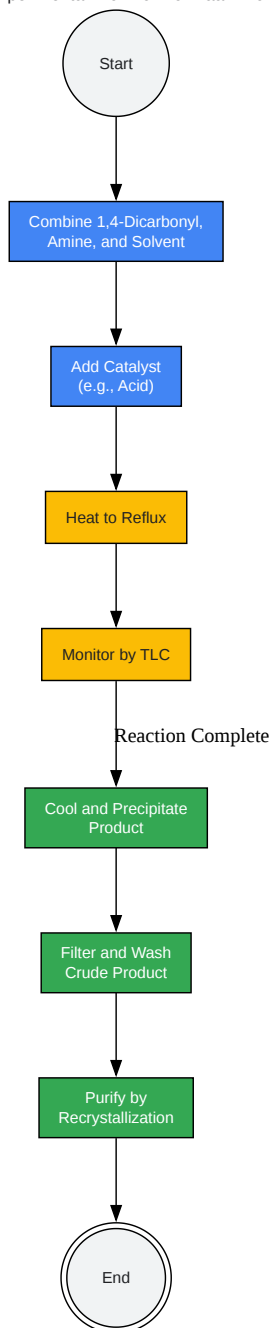 Start
Combine 1,4-Dicarbonyl,
Amine, and Solvent
Add Catalyst
(e.g., Acid)
Heat to Reflux
Monitor by TLC
Reaction Complete
Cool and Precipitate
Product
Filter and Wash
Crude Product
Purify by
Recrystallization
End